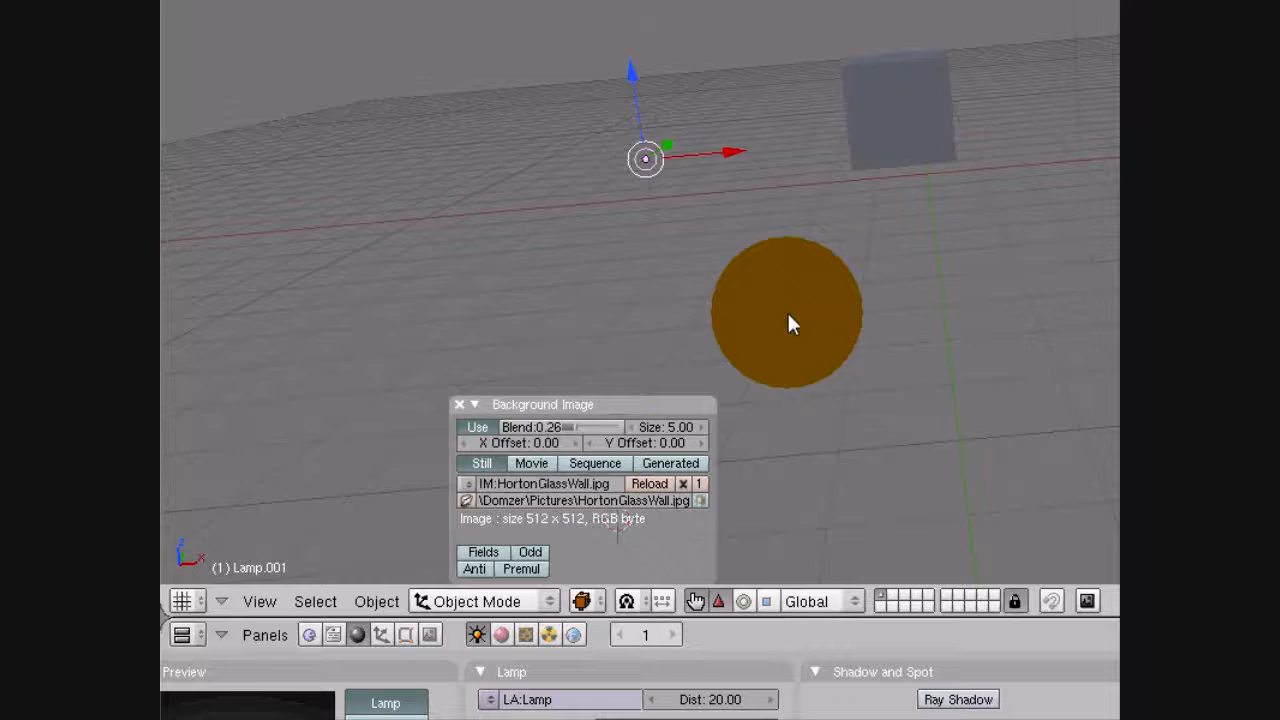 Background Image
Use Blend:0.26 Size: 5.00
X Offset: 0.00 Y Offset: 0.00
Still Movie Sequence Generated
IM:HortonGlassWall.jpg Reload 1
\Domzer\Pictures\HortonGlassWall.jpg
Image : size 512 x 512, RGB byte
Fields Odd
Anti Premul
z
x
(1) Lamp.001
View Select Object Object Mode Global
Panels 1
Preview Lamp Shadow and Spot
Lamp LA:Lamp Dist: 20.00 Ray Shadow